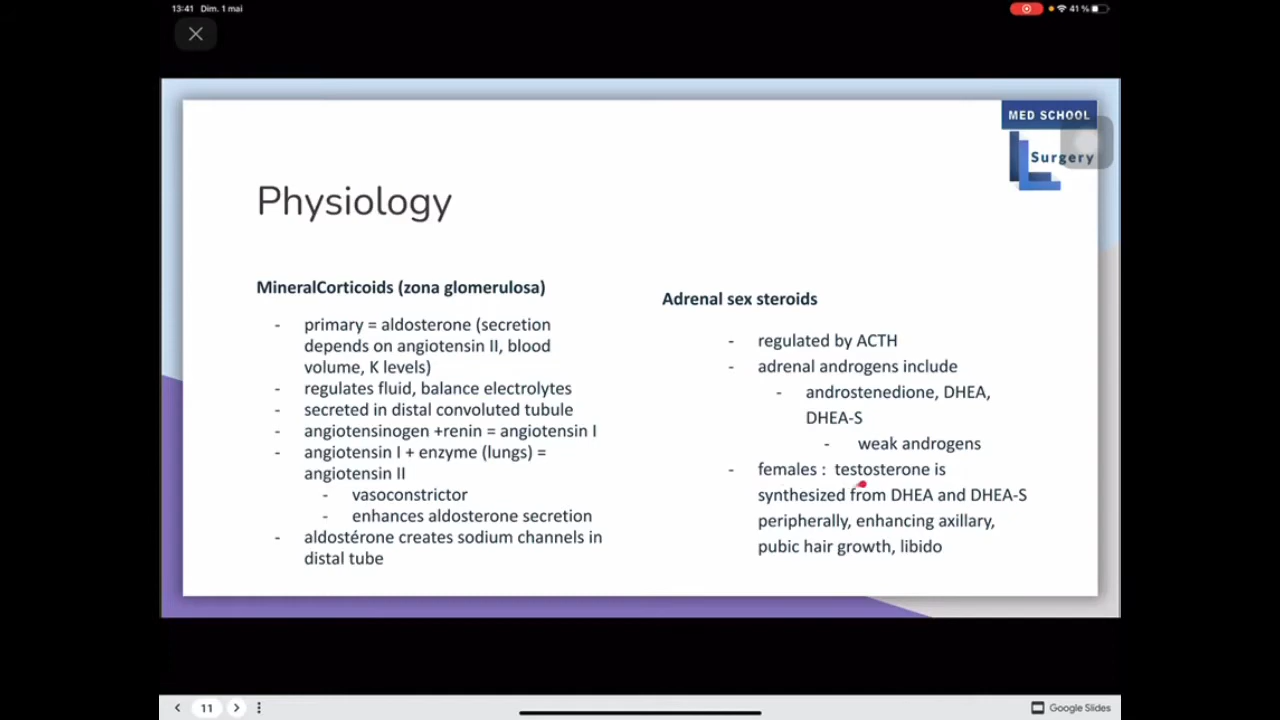 13:41 Dim. 1 mai
41 %
MED SCHOOL
Surgery
Physiology
MineralCorticoids (zona glomerulosa)
- primary = aldosterone (secretion
depends on angiotensin II, blood
volume, K levels)
- regulates fluid, balance electrolytes
- secreted in distal convoluted tubule
- angiotensinogen +renin = angiotensin I
- angiotensin I + enzyme (lungs) =
angiotensin II
- vasoconstrictor
- enhances aldosterone secretion
- aldostérone creates sodium channels in
distal tube
Adrenal sex steroids
- regulated by ACTH
- adrenal androgens include
- androstenedione, DHEA,
DHEA-S
- weak androgens
- females : testosterone is
synthesized from DHEA and DHEA-S
peripherally, enhancing axillary,
pubic hair growth, libido
11
Google Slides